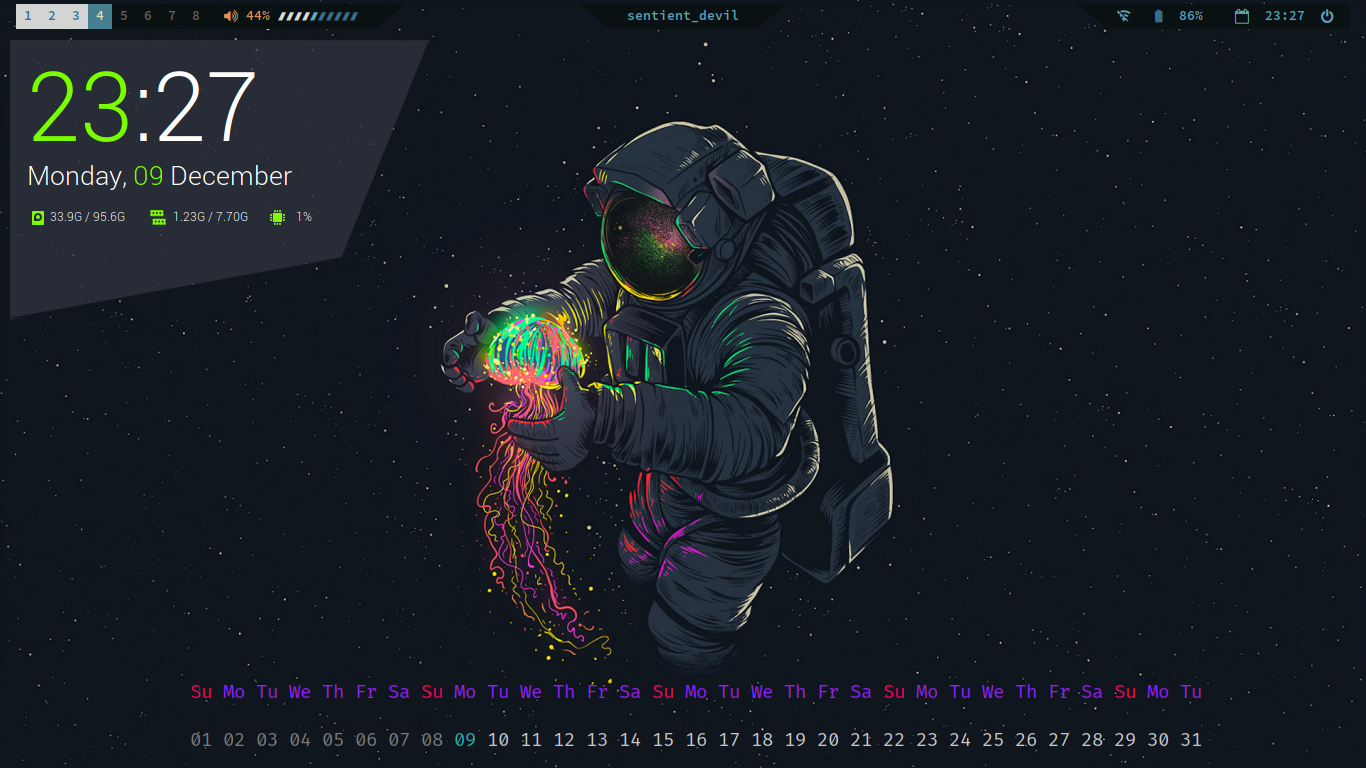 1 2 3 4 5 6 7 8 44% sentient_devil 86% 23:27
23:27
Monday, 09 December
33.9G / 95.6G 1.23G / 7.70G 1%
Su Mo Tu We Th Fr Sa Su Mo Tu We Th Fr Sa Su Mo Tu We Th Fr Sa Su Mo Tu We Th Fr Sa Su Mo Tu
01 02 03 04 05 06 07 08 09 10 11 12 13 14 15 16 17 18 19 20 21 22 23 24 25 26 27 28 29 30 31